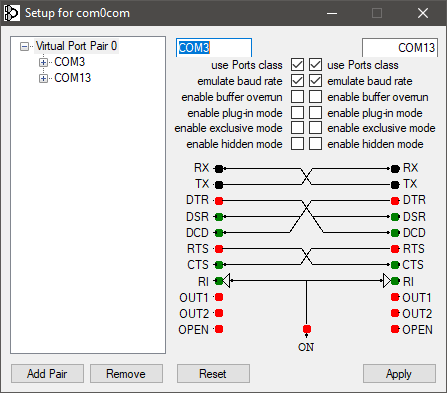 Setup for com0com
Virtual Port Pair 0
COM3
COM13
COM3 COM13
use Ports class use Ports class
emulate baud rate emulate baud rate
enable buffer overrun enable buffer overrun
enable plug-in mode enable plug-in mode
enable exclusive mode enable exclusive mode
enable hidden mode enable hidden mode
RX RX
TX TX
DTR DTR
DSR DSR
DCD DCD
RTS RTS
CTS CTS
RI RI
OUT1 OUT1
OUT2 OUT2
OPEN OPEN
ON
Add Pair Remove Reset Apply